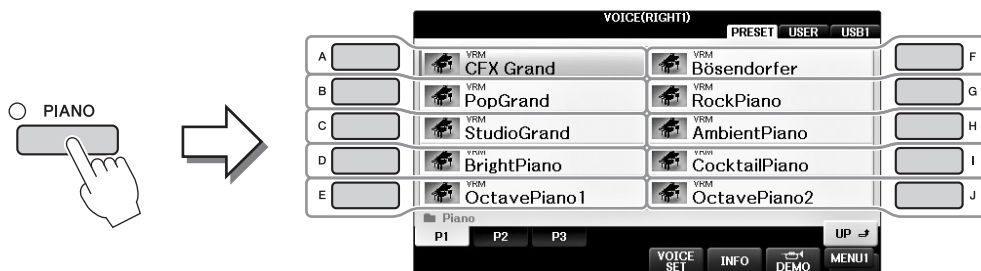 PIANO
VOICE(RIGHT1)
PRESET USER USB1
A
VRM
CFX Grand
VRM
Bösendorfer
F
B
VRM
PopGrand
VRM
RockPiano
G
C
VRM
StudioGrand
VRM
AmbientPiano
H
D
VRM
BrightPiano
VRM
CocktailPiano
I
E
VRM
OctavePiano1
VRM
OctavePiano2
J
Piano
P1 P2 P3 UP
VOICE SET
INFO
DEMO
MENU1